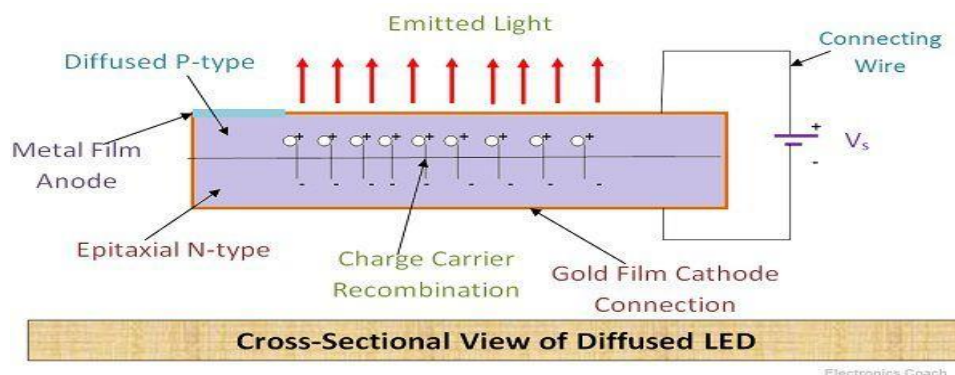 Emitted Light
Diffused P-type
Connecting
Wire
Metal Film
Anode
+ + + + + + + + +
- - - - - - - - -
+
Vs
-
Epitaxial N-type
Charge Carrier
Recombination
Gold Film Cathode
Connection
Cross-Sectional View of Diffused LED
Electronics Coach